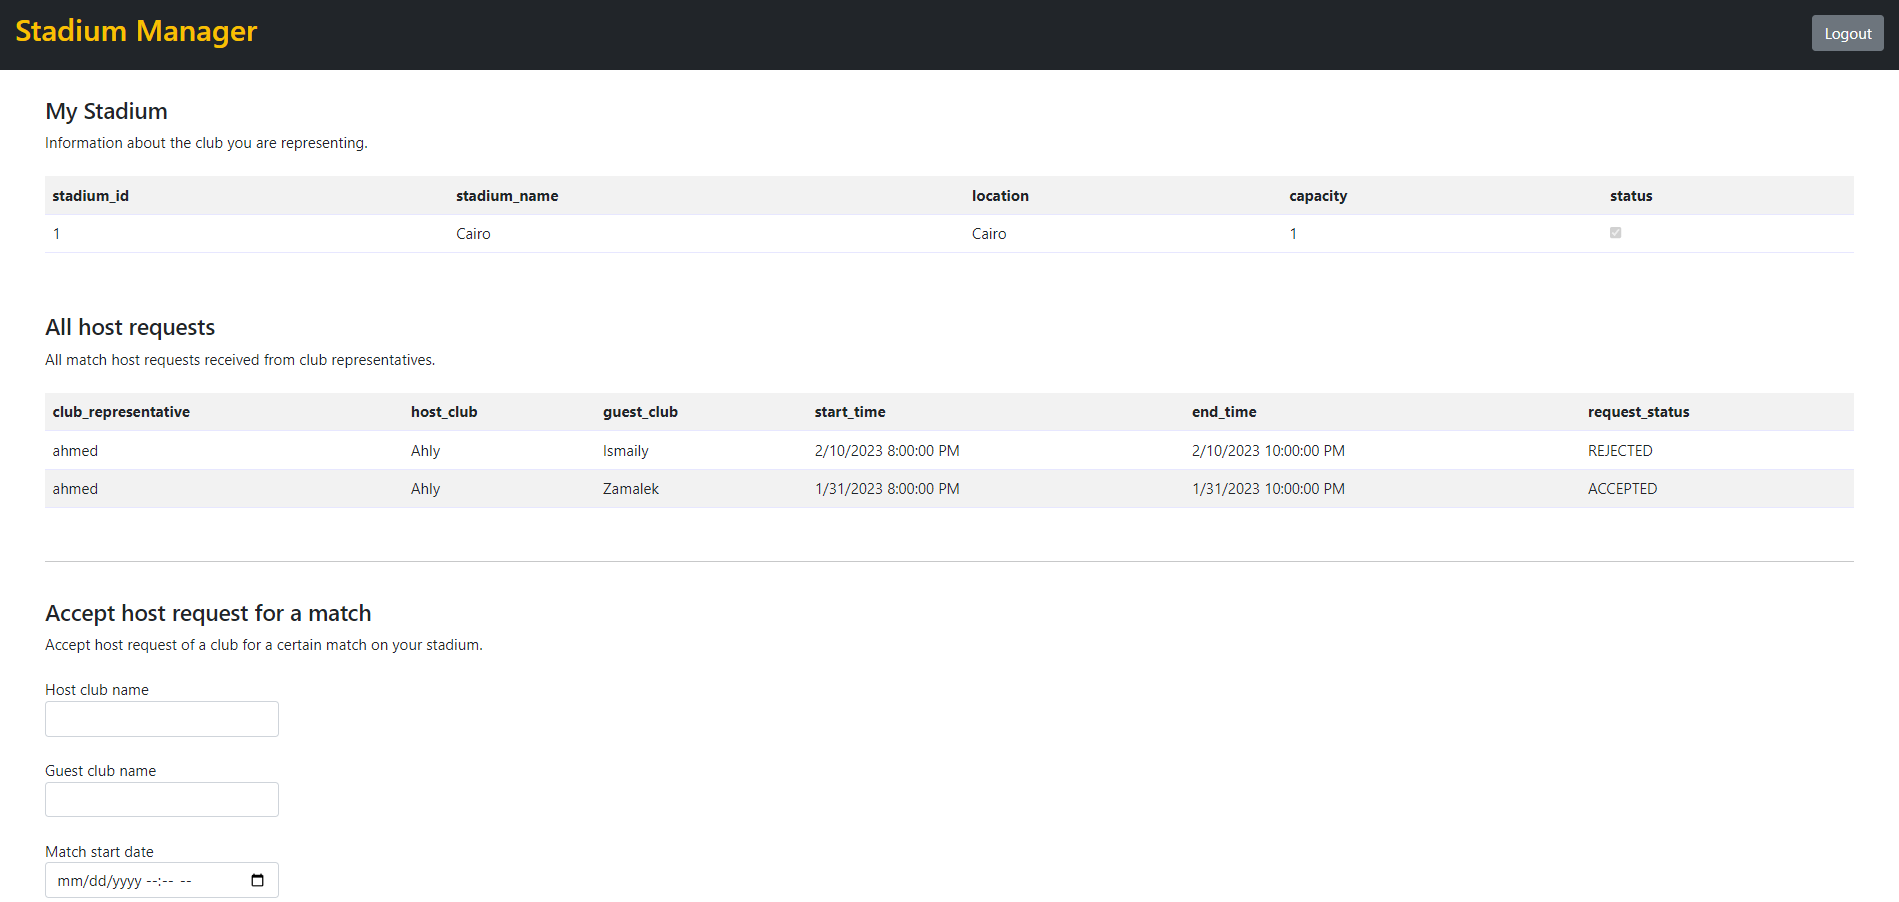 Stadium Manager
Logout
My Stadium
Information about the club you are representing.
stadium_id stadium_name location capacity status
1 Cairo Cairo 1
All host requests
All match host requests received from club representatives.
club_representative host_club guest_club start_time end_time request_status
ahmed Ahly Ismaily 2/10/2023 8:00:00 PM 2/10/2023 10:00:00 PM REJECTED
ahmed Ahly Zamalek 1/31/2023 8:00:00 PM 1/31/2023 10:00:00 PM ACCEPTED
Accept host request for a match
Accept host request of a club for a certain match on your stadium.
Host club name
Guest club name
Match start date
mm/dd/yyyy --:-- --